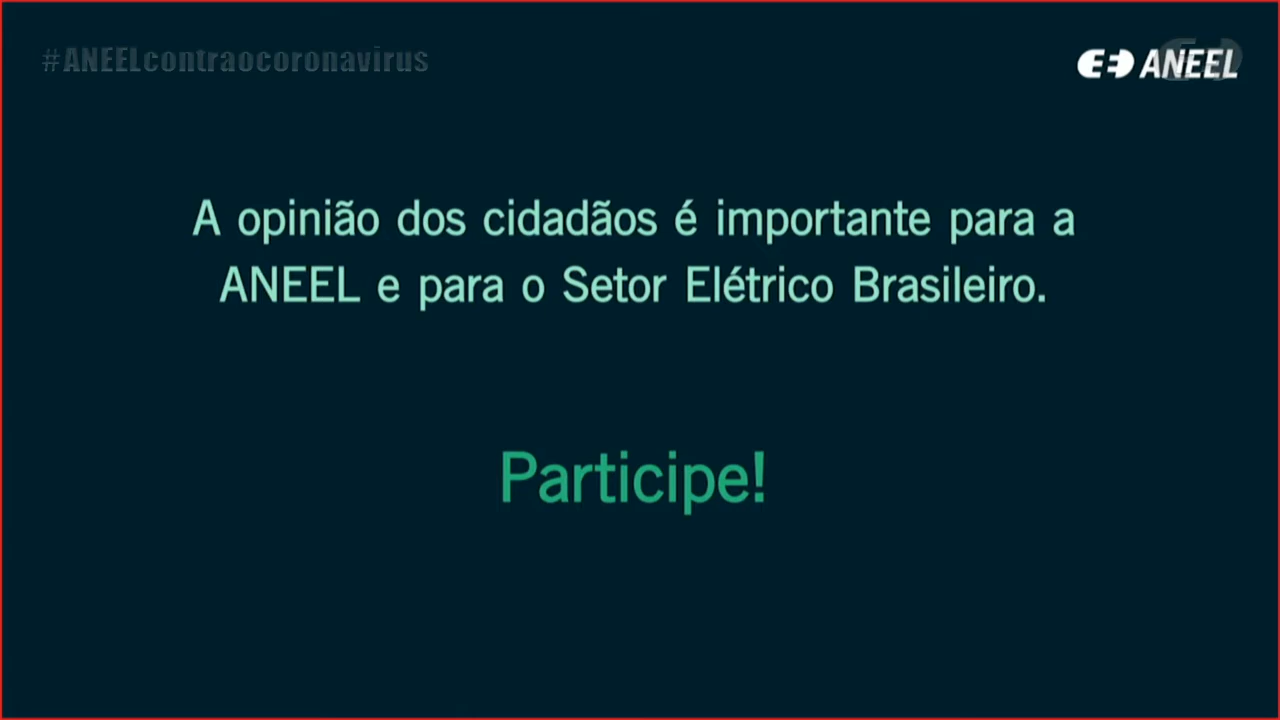 #ANEELcontraocoronavirus
ANEEL
A opinião dos cidadãos é importante para a
ANEEL e para o Setor Elétrico Brasileiro.
Participe!